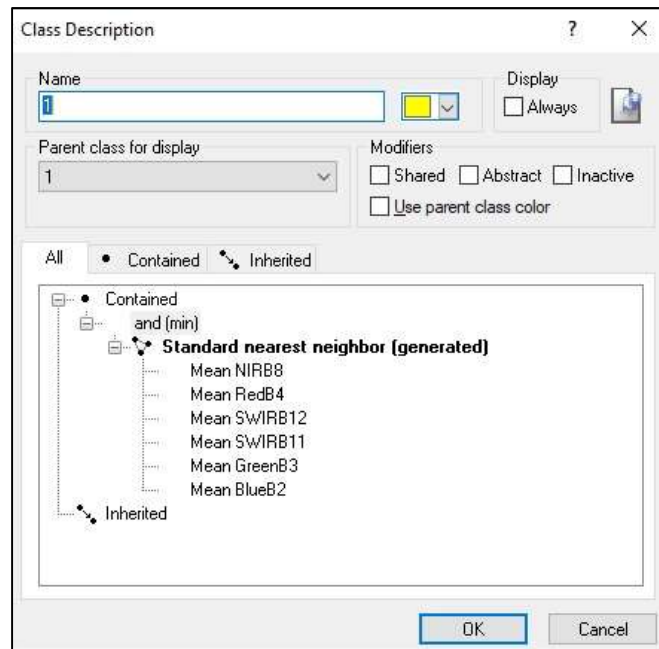 Class Description ? ✕
Name
1
Display
Always
Parent class for display
1
Modifiers
Shared Abstract Inactive
Use parent class color
All Contained Inherited
Contained
and (min)
Standard nearest neighbor (generated)
Mean NIRB8
Mean RedB4
Mean SWIRB12
Mean SWIRB11
Mean GreenB3
Mean BlueB2
Inherited
OK Cancel